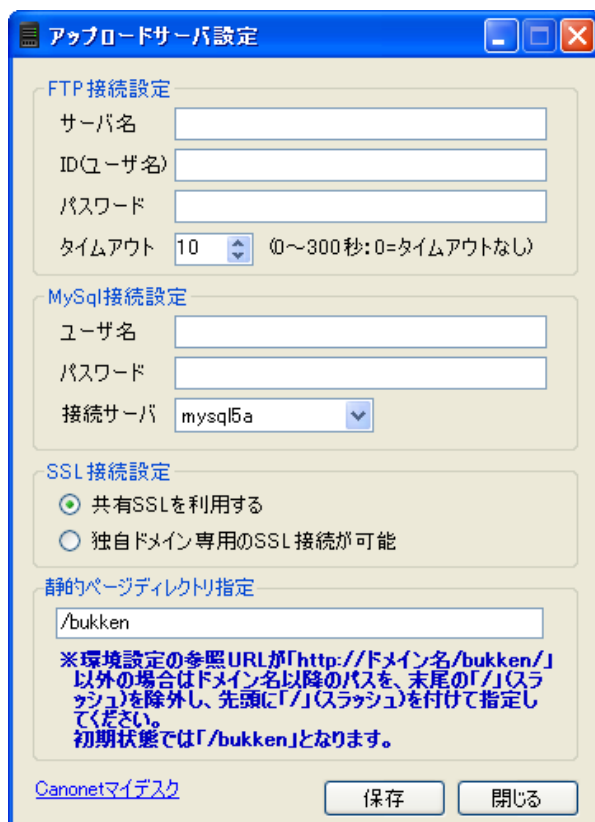 アップロードサーバ設定
FTP接続設定
サーバ名
ID(ユーザ名)
パスワード
タイムアウト 10 (0～300秒:0=タイムアウトなし)
MySql接続設定
ユーザ名
パスワード
接続サーバ mysql5a
SSL接続設定
共有SSLを利用する
独自ドメイン専用のSSL接続が可能
静的ページディレクトリ指定
/bukken
※環境設定の参照URLが「http://ドメイン名/bukken/」
以外の場合はドメイン名以降のパスを、末尾の「/」(スラ
ッシュ)を除外し、先頭に「/」(スラッシュ)を付けて指定し
てください。
初期状態では「/bukken」となります。
Canonetマイデスク 保存 閉じる